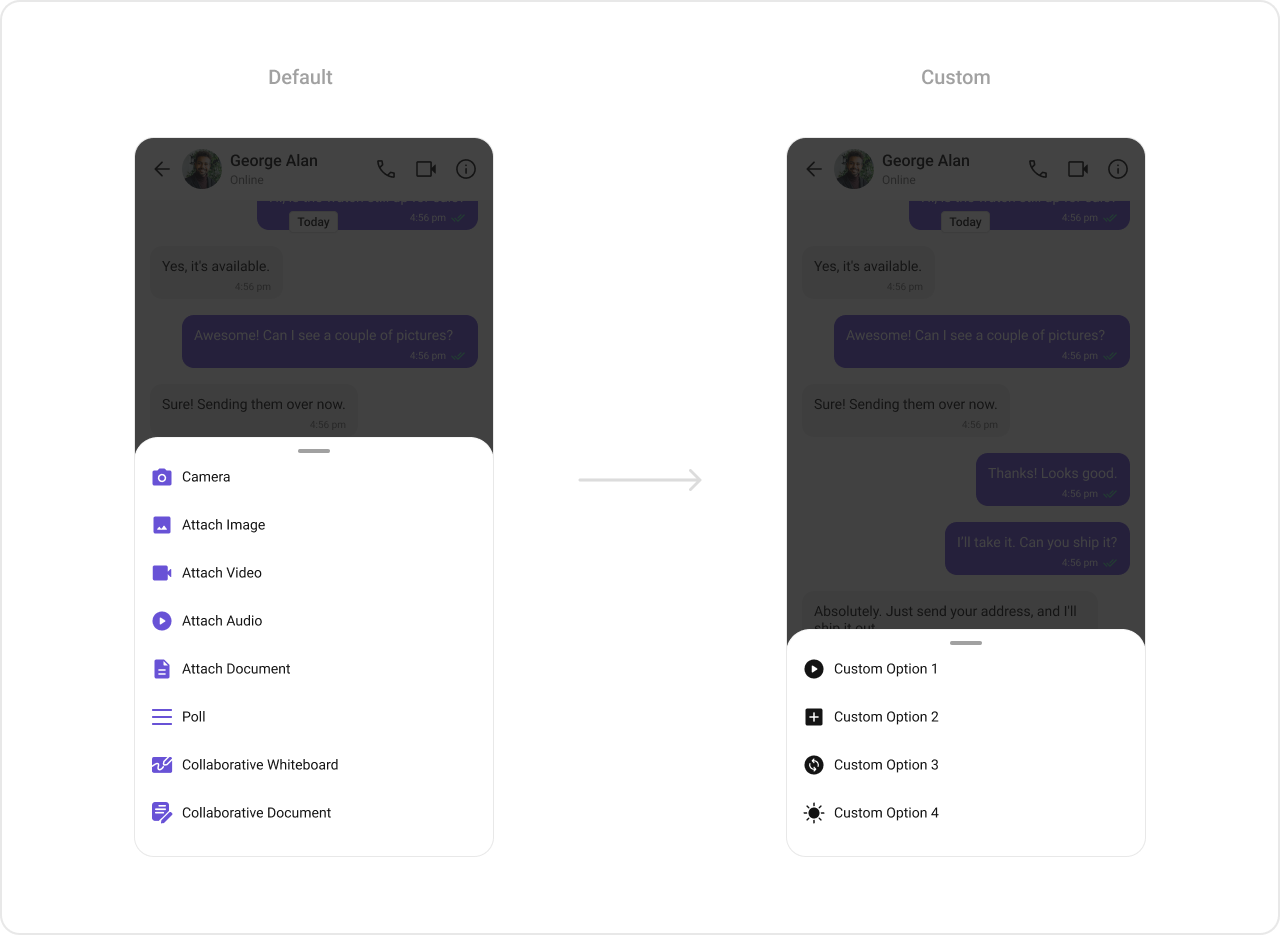 Default
Custom
George Alan
Online
4:56 pm
Today
Yes, it's available.
4:56 pm
Awesome! Can I see a couple of pictures?
4:56 pm
Sure! Sending them over now.
4:56 pm
Camera
Attach Image
Attach Video
Attach Audio
Attach Document
Poll
Collaborative Whiteboard
Collaborative Document
George Alan
Online
4:56 pm
Today
Yes, it's available.
4:56 pm
Awesome! Can I see a couple of pictures?
4:56 pm
Sure! Sending them over now.
4:56 pm
Thanks! Looks good.
4:56 pm
I'll take it. Can you ship it?
4:56 pm
Absolutely. Just send your address, and I'll
ship it out
Custom Option 1
Custom Option 2
Custom Option 3
Custom Option 4